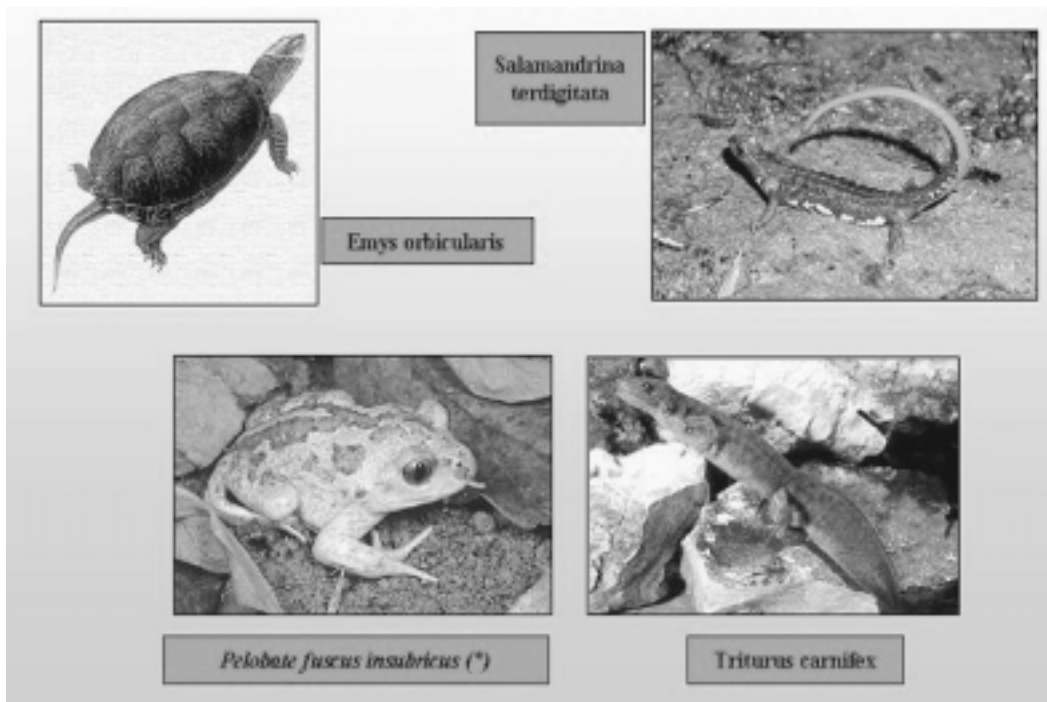 Salamandrina
terdigitata
Emys orbicularis
Pelobate fuscus insubricus (*)
Triturus carnifex